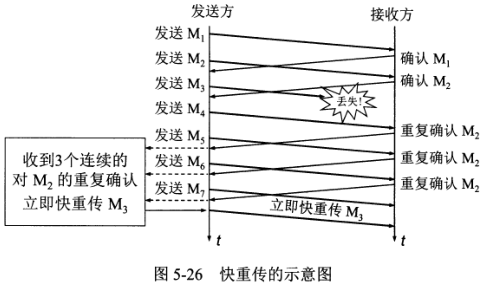 发送方
接收方
发送 M1
确认 M1
发送 M2
确认 M2
发送 M3
丢失!
发送 M4
发送 M5
重复确认 M2
收到3个连续的
对 M2 的重复确认
立即快重传 M3
发送 M6
重复确认 M2
发送 M7
重复确认 M2
立即快重传 M3
t
t
图 5-26 快重传的示意图